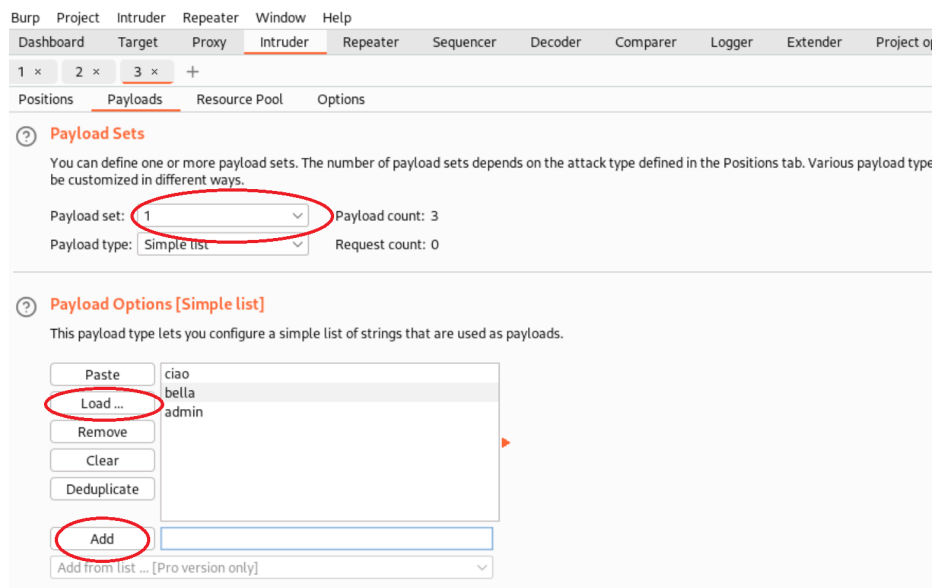 Burp Project Intruder Repeater Window Help
Dashboard Target Proxy Intruder Repeater Sequencer Decoder Comparer Logger Extender Project op
1 × 2 × 3 × +
Positions Payloads Resource Pool Options
? Payload Sets
You can define one or more payload sets. The number of payload sets depends on the attack type defined in the Positions tab. Various payload type
be customized in different ways.
Payload set: 1 Payload count: 3
Payload type: Simple list Request count: 0
? Payload Options [Simple list]
This payload type lets you configure a simple list of strings that are used as payloads.
Paste ciao
bella
Load ...
admin
Remove
Clear
Deduplicate
Add
Add from list ... [Pro version only]